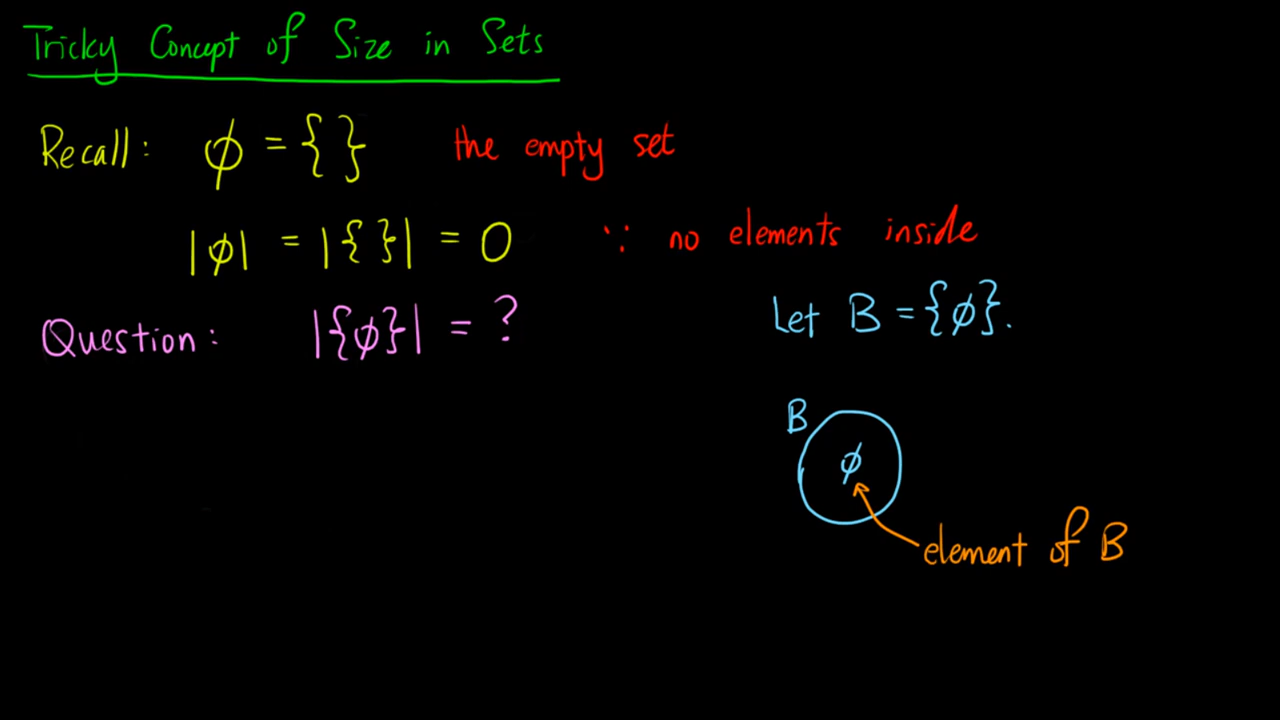 Tricky Concept of Size in Sets
Recall: ϕ = { } the empty set
|ϕ| = |{ }| = 0 ∵ no elements inside
Question: |{ϕ}| = ?
Let B = {ϕ}.
B
ϕ
element of B